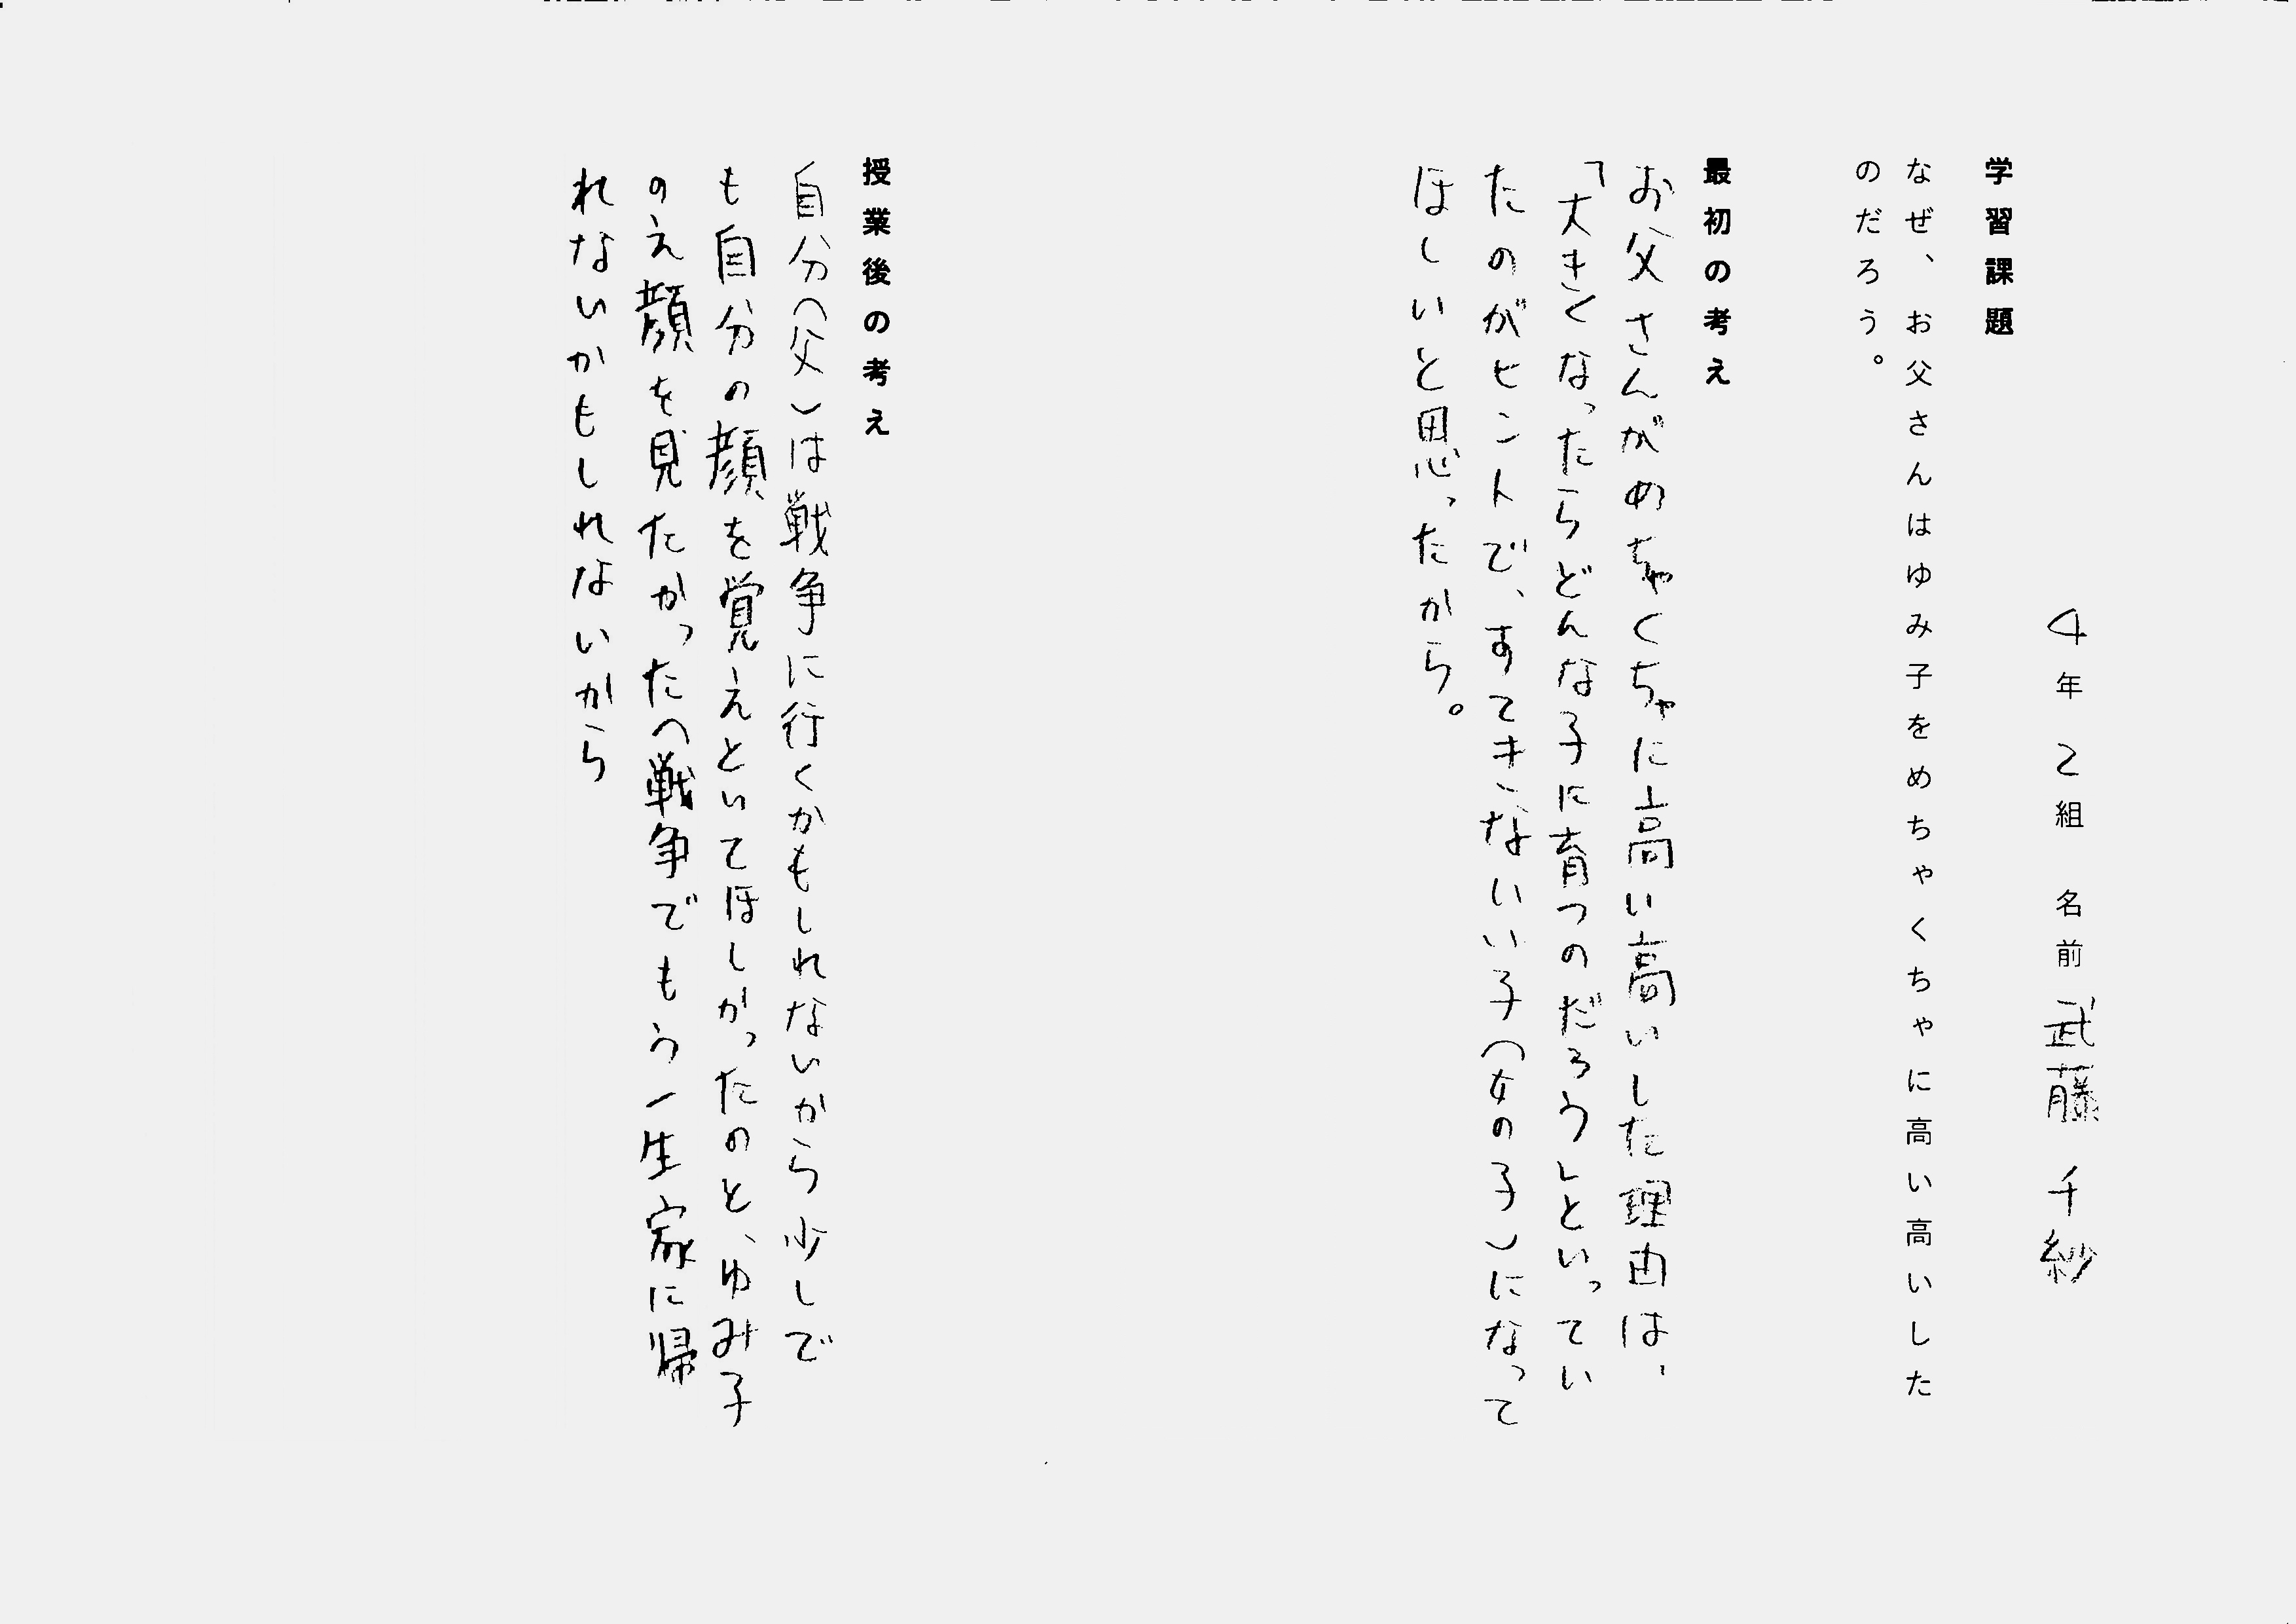 4年2組 名前 武藤 千紗
学習課題
なぜ、お父さんはゆみ子をめちゃくちゃに高い高いした
のだろう。
最初の考え
お父さんがめちゃくちゃに高い高いした理由は、
「大きくなったらどんな子に育つのだろう」といってい
たのがヒントで、すてきないい子(女の子)になって
ほしいと思ったから。
授業後の考え
自分(父)は戦争に行くかもしれないから少しで
も自分の顔を覚えといてほしかったのと、ゆみ子
のえ顔を見たかった(戦争でもう一生家に帰
れないかもしれないから